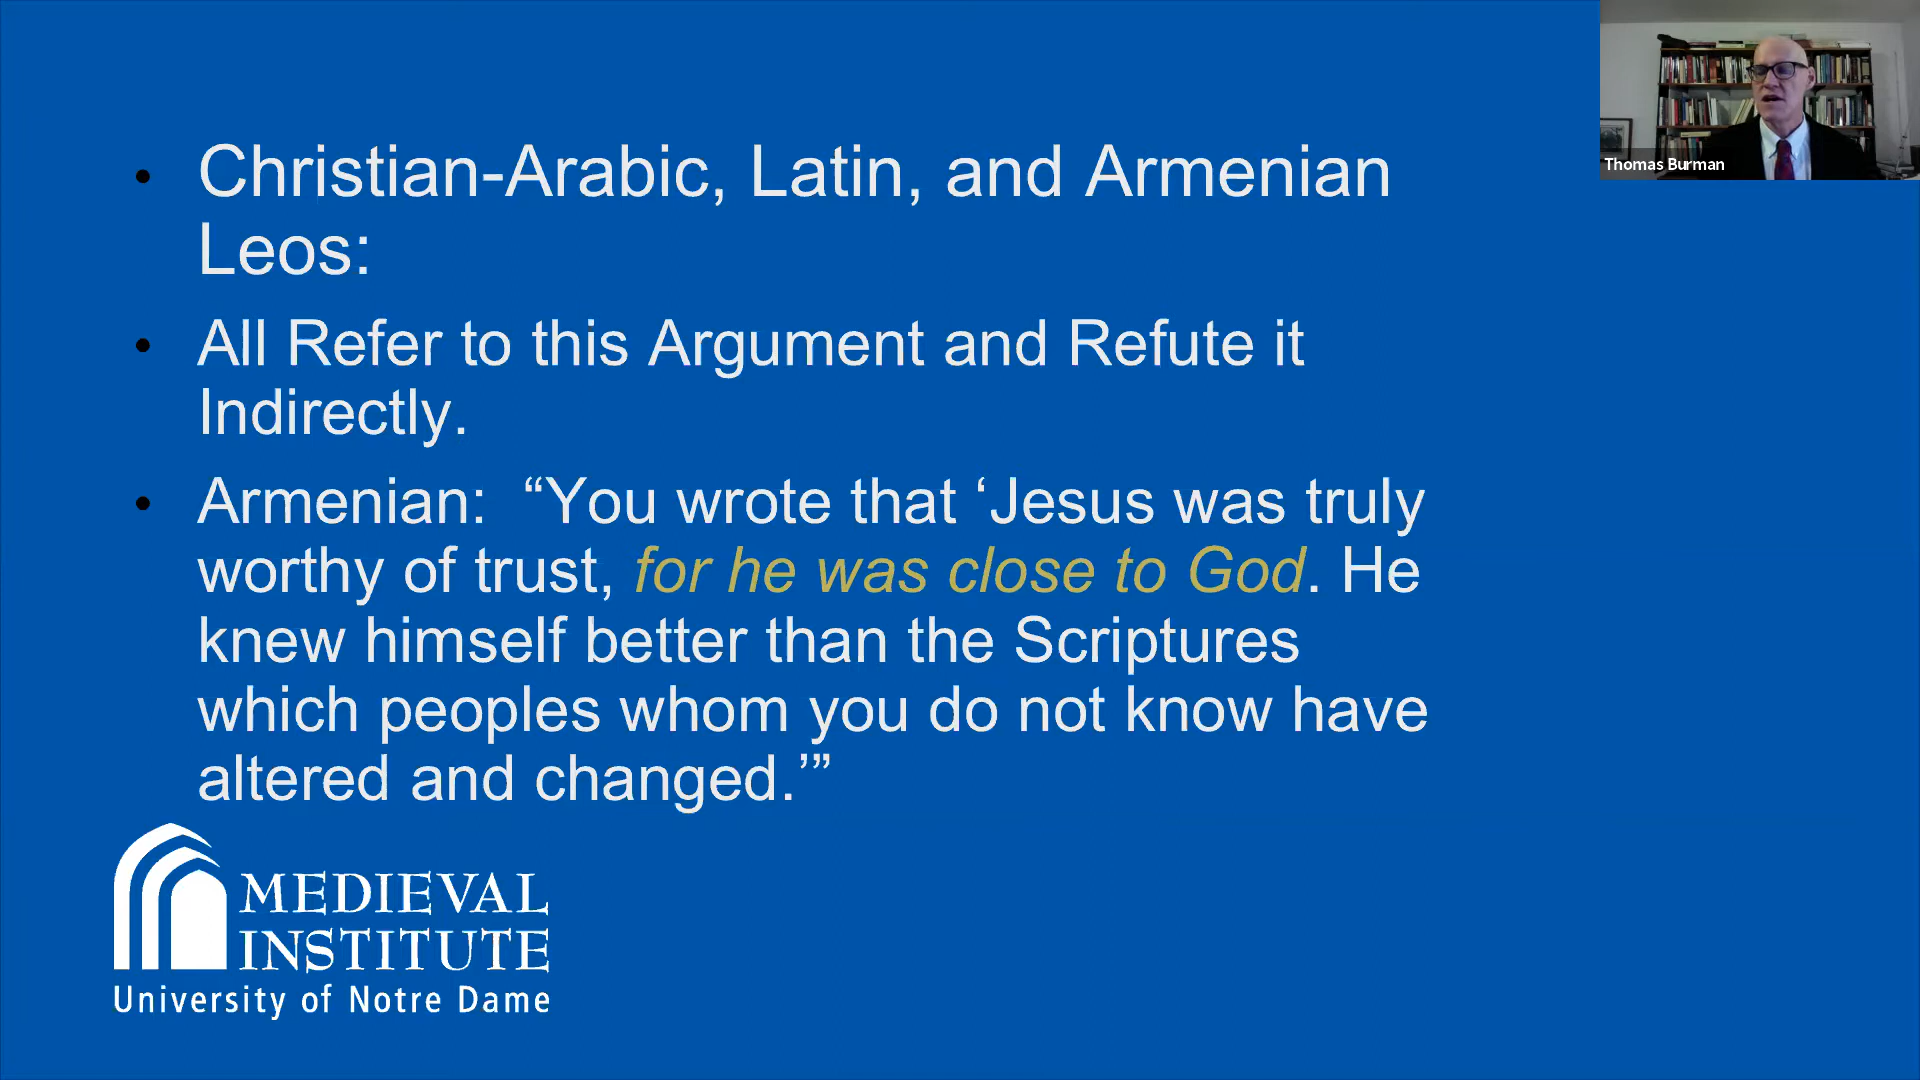 • Christian-Arabic, Latin, and Armenian
Leos:
• All Refer to this Argument and Refute it
Indirectly.
• Armenian: “You wrote that ‘Jesus was truly
worthy of trust, for he was close to God. He
knew himself better than the Scriptures
which peoples whom you do not know have
altered and changed.’”
MEDIEVAL
INSTITUTE
University of Notre Dame
Thomas Burman